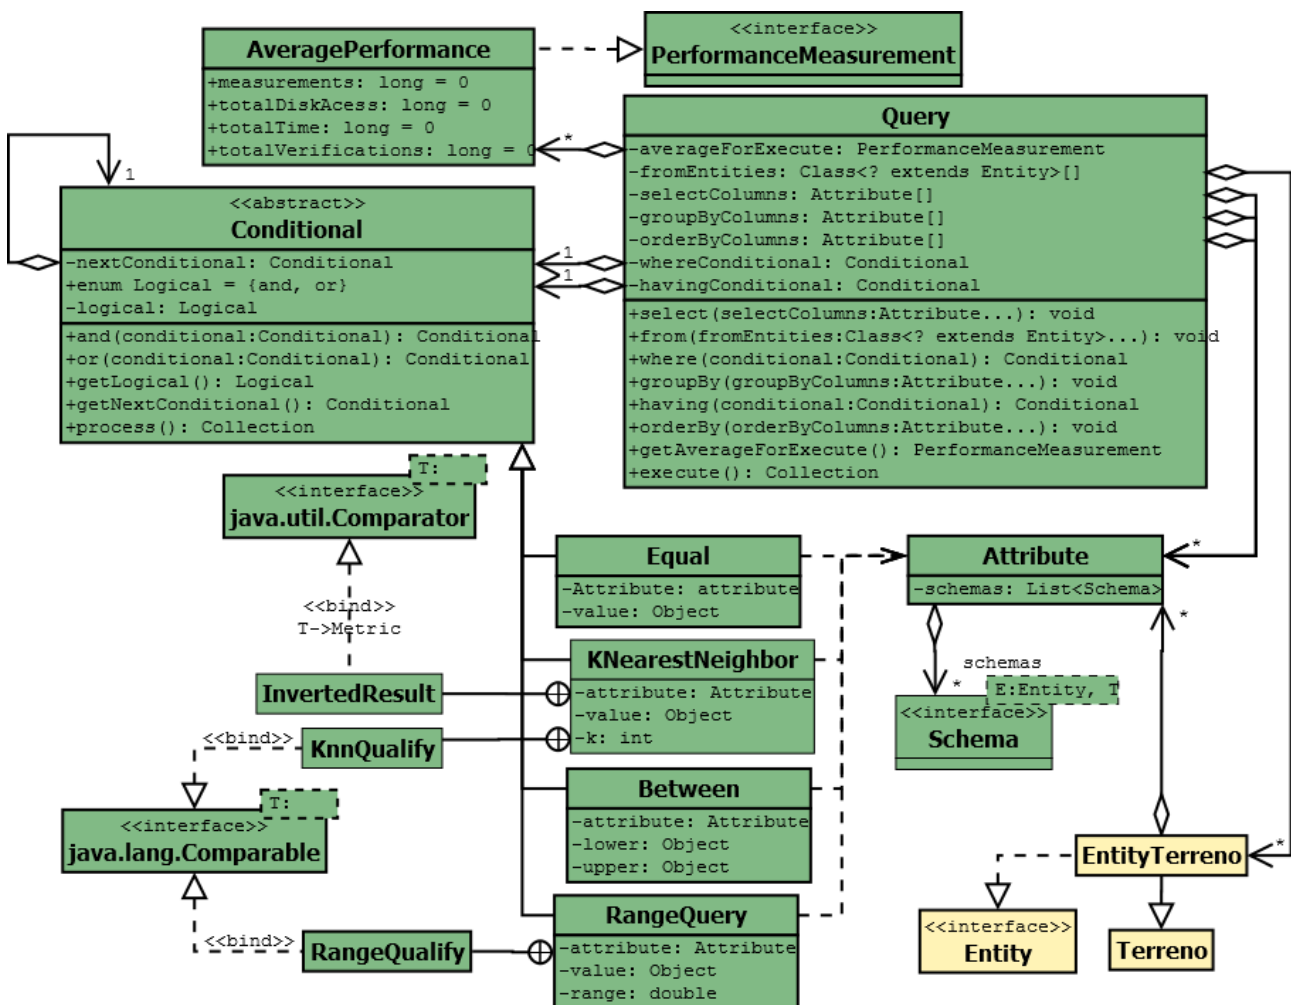 AveragePerformance
+measurements: long = 0
+totalDiskAcess: long = 0
+totalTime: long = 0
+totalVerifications: long = 0
<<interface>>
PerformanceMeasurement
Query
-averageForExecute: PerformanceMeasurement
-fromEntities: Class<? extends Entity>[]
-selectColumns: Attribute[]
-groupByColumns: Attribute[]
-orderByColumns: Attribute[]
-whereConditional: Conditional
-havingConditional: Conditional
+select(selectColumns:Attribute...): void
+from(fromEntities:Class<? extends Entity>...): void
+where(conditional:Conditional): Conditional
+groupBy(groupByColumns:Attribute...): void
+having(conditional:Conditional): Conditional
+orderBy(orderByColumns:Attribute...): void
+getAverageForExecute(): PerformanceMeasurement
+execute(): Collection
*
1
1
1
<<abstract>>
Conditional
-nextConditional: Conditional
+enum Logical = {and, or}
-logical: Logical
+and(conditional:Conditional): Conditional
+or(conditional:Conditional): Conditional
+getLogical(): Logical
+getNextConditional(): Conditional
+process(): Collection
T:
<<interface>>
java.util.Comparator
<<bind>>
T->Metric
InvertedResult
<<bind>>
KnnQualify
T:
<<interface>>
java.lang.Comparable
<<bind>>
RangeQualify
Equal
-Attribute: attribute
-value: Object
KNearestNeighbor
-attribute: Attribute
-value: Object
-k: int
Between
-attribute: Attribute
-lower: Object
-upper: Object
RangeQuery
-attribute: Attribute
-value: Object
-range: double
Attribute
-schemas: List<Schema>
*
*
schemas
*
E:Entity, T
<<interface>>
Schema
EntityTerreno
*
<<interface>>
Entity
Terreno